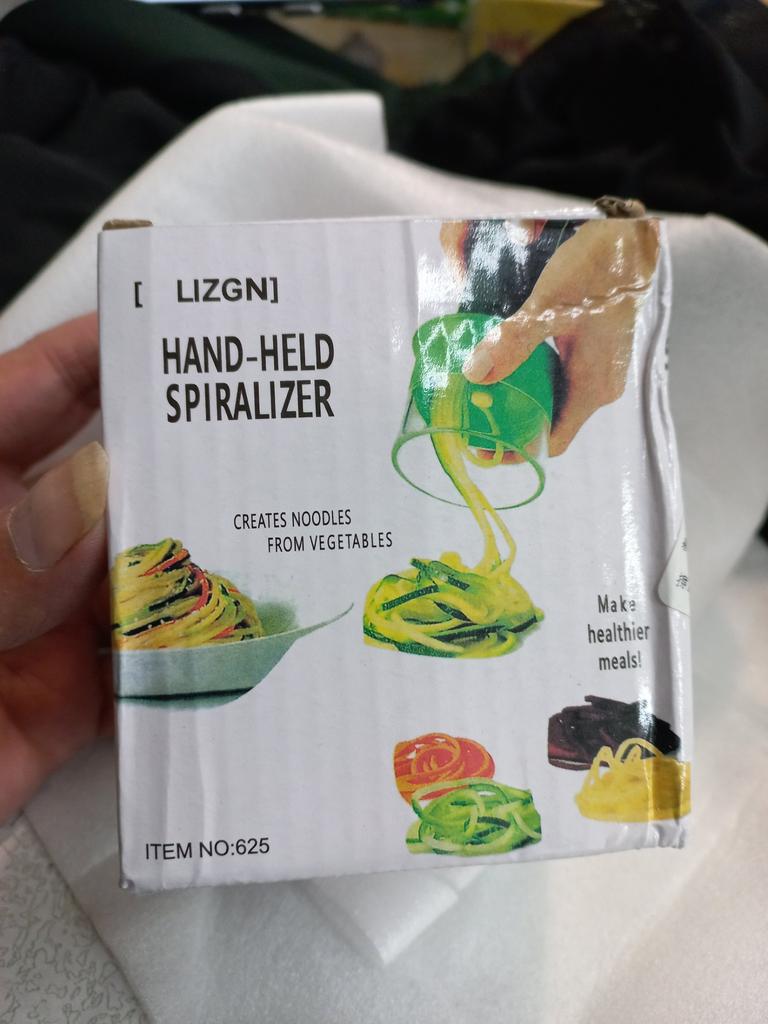 [ LIZGN]
HAND-HELD
SPIRALIZER
CREATES NOODLES
FROM VEGETABLES
Make
healthier
meals!
ITEM NO:625